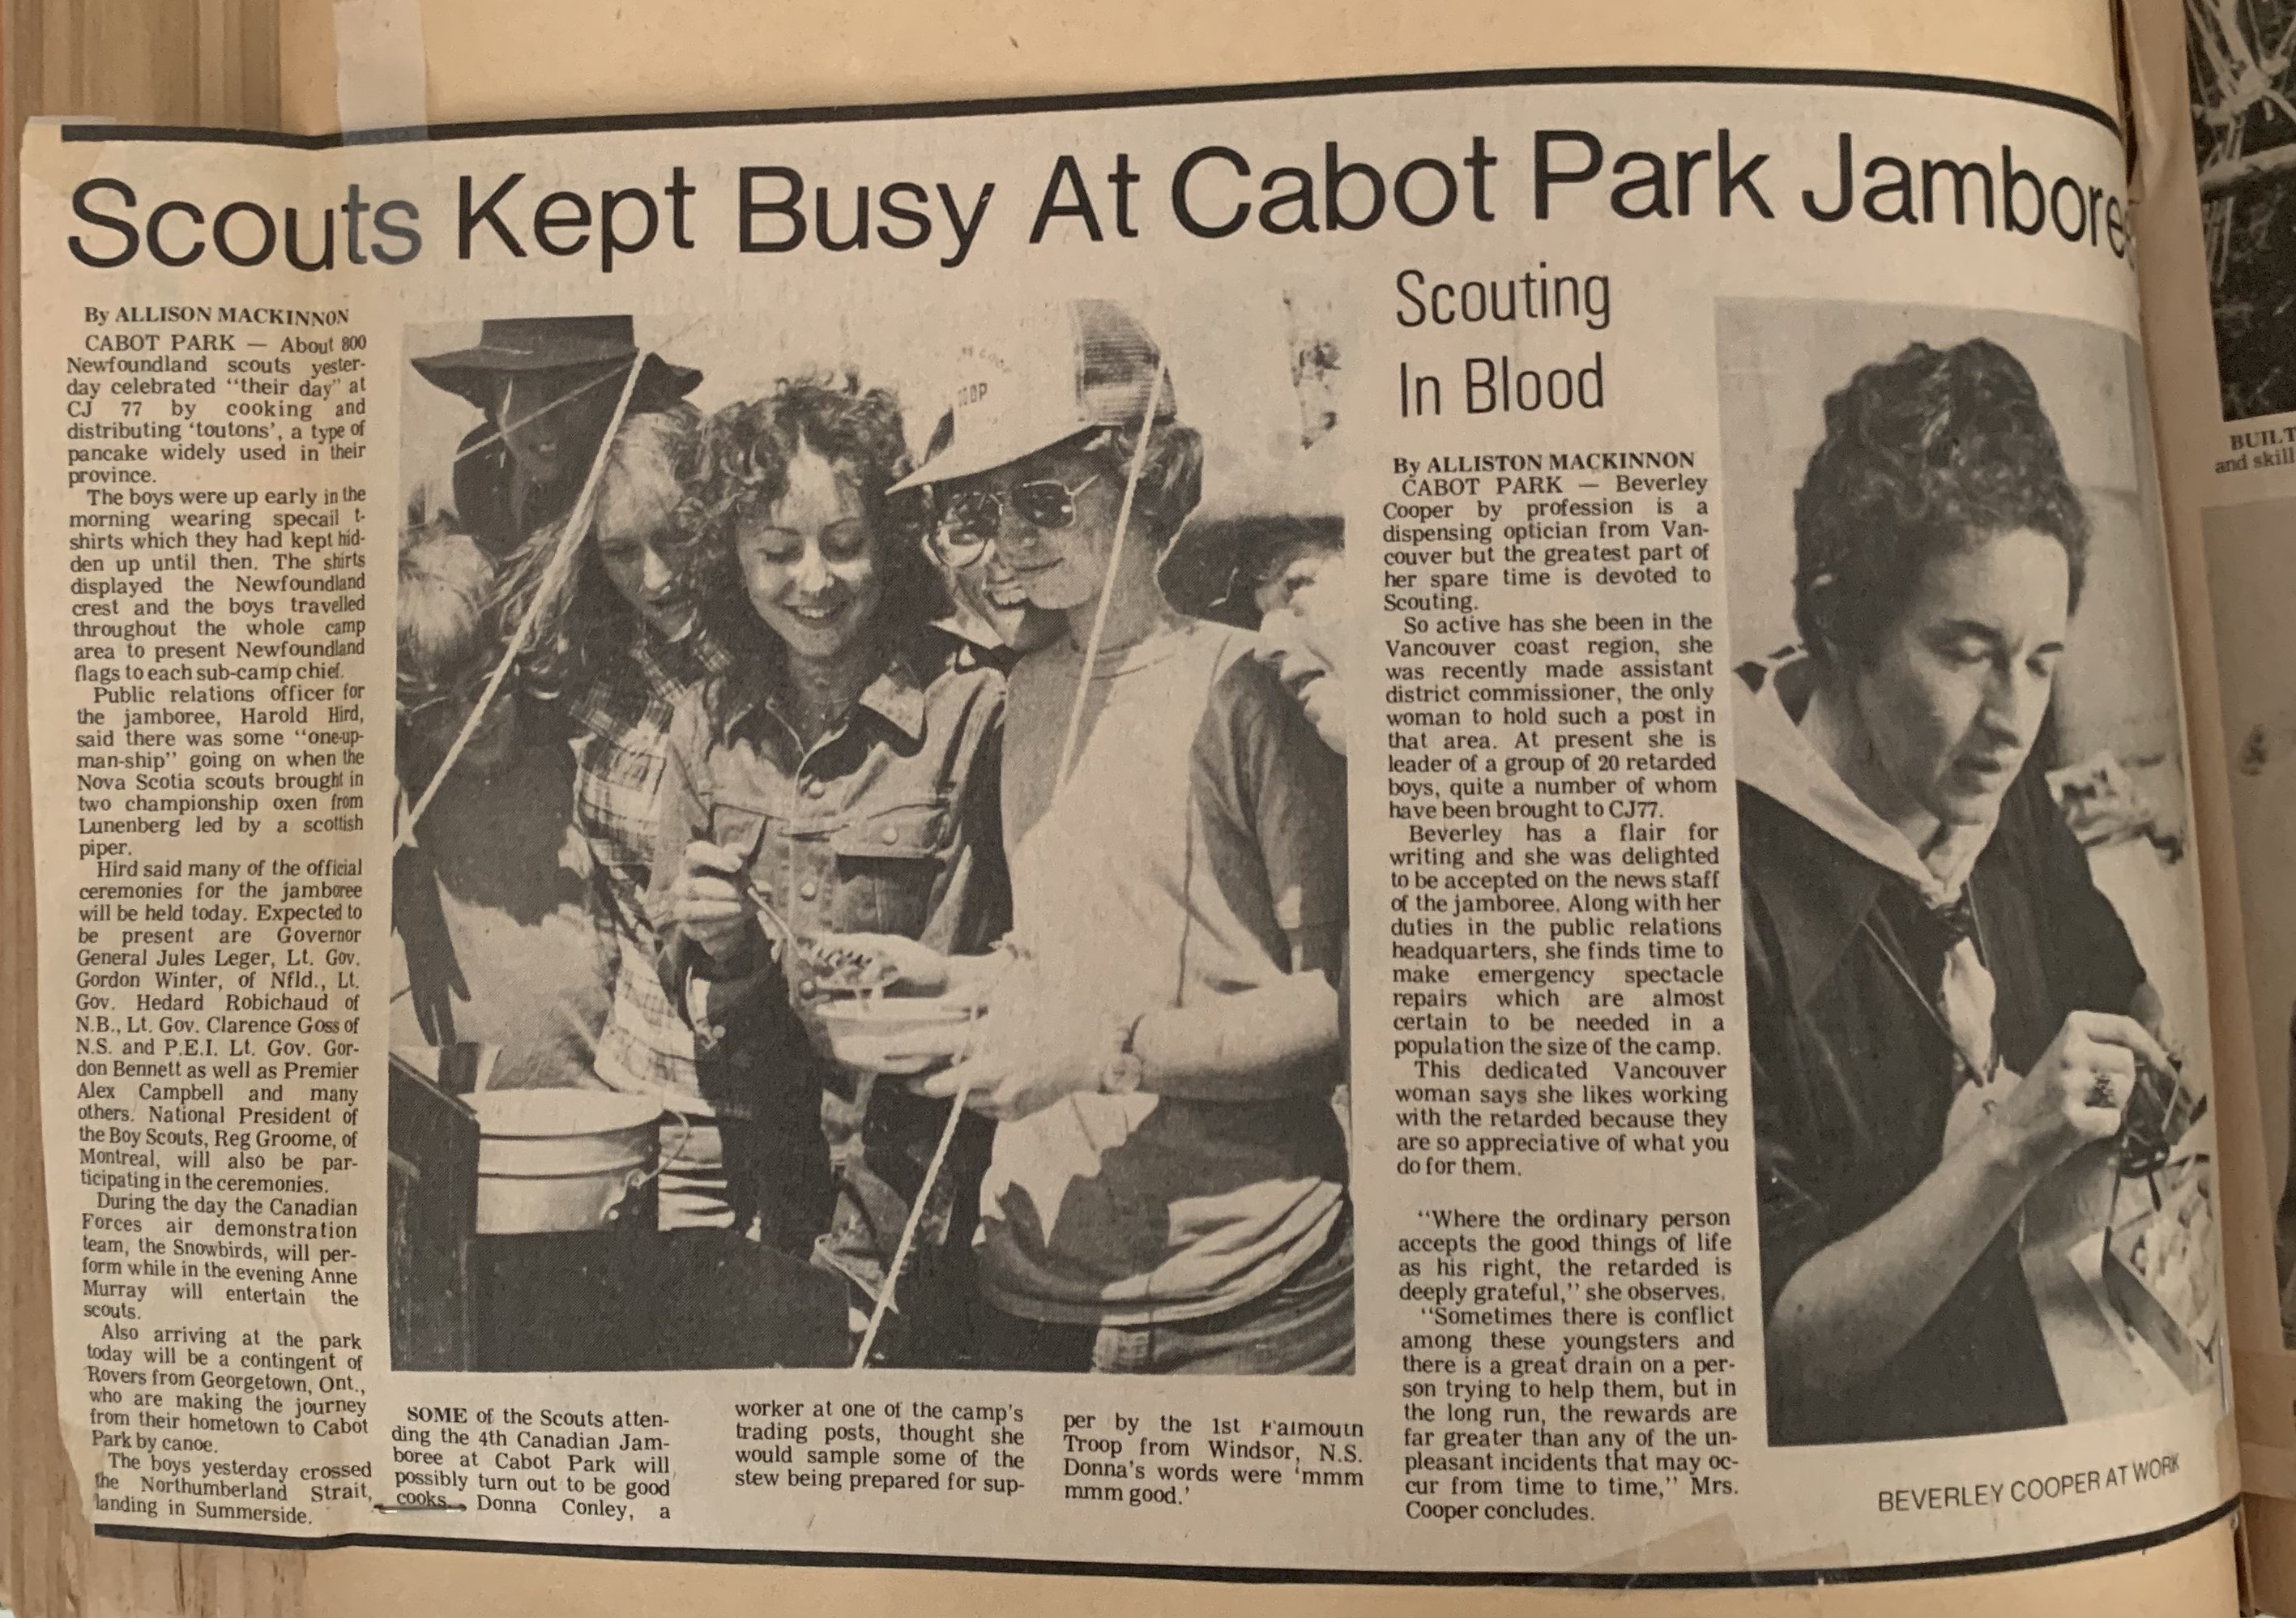 Scouts Kept Busy At Cabot Park Jambore
By ALLISON MACKINNON
CABOT PARK — About 800
Newfoundland scouts yester-
day celebrated "their day" at
CJ 77 by cooking and
distributing 'toutons', a type of
pancake widely used in their
province.
The boys were up early in the
morning wearing specail t-
shirts which they had kept hid-
den up until then. The shirts
displayed the Newfoundland
crest and the boys travelled
throughout the whole camp
area to present Newfoundland
flags to each sub-camp chief.
Public relations officer for
the jamboree, Harold Hird,
said there was some "one-up-
man-ship" going on when the
Nova Scotia scouts brought in
two championship oxen from
Lunenberg led by a scottish
piper.
Hird said many of the official
ceremonies for the jamboree
will be held today. Expected to
be present are Governor
General Jules Leger, Lt. Gov.
Gordon Winter, of Nfld., Lt.
Gov. Hedard Robichaud of
N.B., Lt. Gov. Clarence Goss of
N.S. and P.E.I. Lt. Gov. Gor-
don Bennett as well as Premier
Alex Campbell and many
others. National President of
the Boy Scouts, Reg Groome, of
Montreal, will also be par-
ticipating in the ceremonies.
During the day the Canadian
Forces air demonstration
team, the Snowbirds, will per-
form while in the evening Anne
Murray will entertain the
scouts.
Also arriving at the park
today will be a contingent of
Rovers from Georgetown, Ont.,
who are making the journey
from their hometown to Cabot
Park by canoe.
The boys yesterday crossed
the Northumberland Strait,
landing in Summerside.
SOME of the Scouts atten-
ding the 4th Canadian Jam-
boree at Cabot Park will
possibly turn out to be good
cooks. Donna Conley, a
worker at one of the camp's
trading posts, thought she
would sample some of the
stew being prepared for sup-
per by the 1st Falmouth
Troop from Windsor, N.S.
Donna's words were 'mmm
mmm good.'
Scouting
In Blood
By ALLISTON MACKINNON
CABOT PARK — Beverley
Cooper by profession is a
dispensing optician from Van-
couver but the greatest part of
her spare time is devoted to
Scouting.
So active has she been in the
Vancouver coast region, she
was recently made assistant
district commissioner, the only
woman to hold such a post in
that area. At present she is
leader of a group of 20 retarded
boys, quite a number of whom
have been brought to CJ77.
Beverley has a flair for
writing and she was delighted
to be accepted on the news staff
of the jamboree. Along with her
duties in the public relations
headquarters, she finds time to
make emergency spectacle
repairs which are almost
certain to be needed in a
population the size of the camp.
This dedicated Vancouver
woman says she likes working
with the retarded because they
are so appreciative of what you
do for them.
"Where the ordinary person
accepts the good things of life
as his right, the retarded is
deeply grateful," she observes.
"Sometimes there is conflict
among these youngsters and
there is a great drain on a per-
son trying to help them, but in
the long run, the rewards are
far greater than any of the un-
pleasant incidents that may oc-
cur from time to time," Mrs.
Cooper concludes.
BEVERLEY COOPER AT WORK
BUILT
and skill